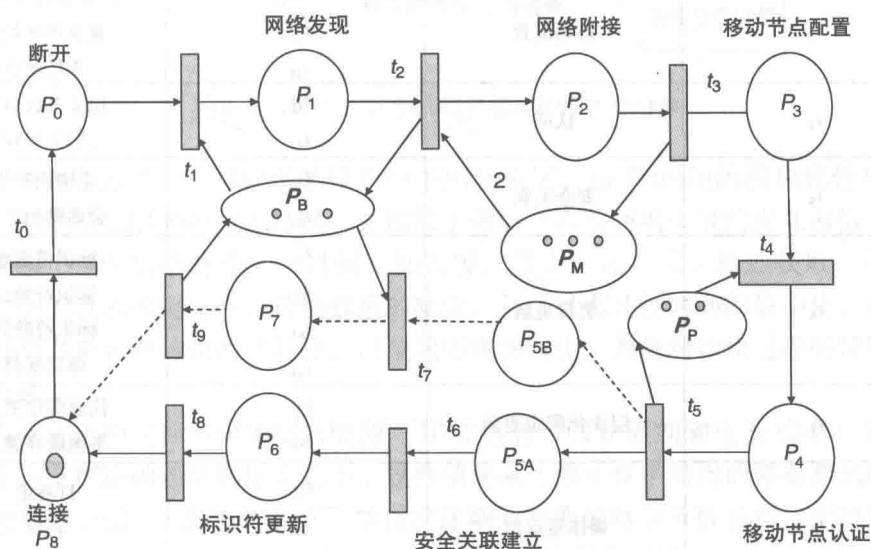 网络发现
网络附接
移动节点配置
断开
t2
t3
P0
P1
P2
P3
t1
2
PB
t0
PM
t4
P7
PP
t9
P5B
t7
t8
t6
t5
P6
P5A
P4
连接
P8
标识符更新
安全关联建立
移动节点认证